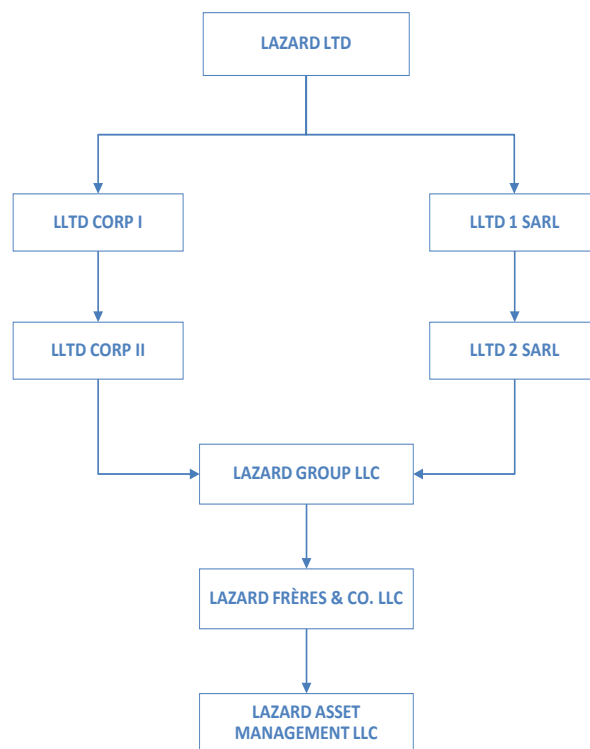 LAZARD LTD
LLTD CORP I
LLTD 1 SARL
LLTD CORP II
LLTD 2 SARL
LAZARD GROUP LLC
LAZARD FRÈRES & CO. LLC
LAZARD ASSET
MANAGEMENT LLC